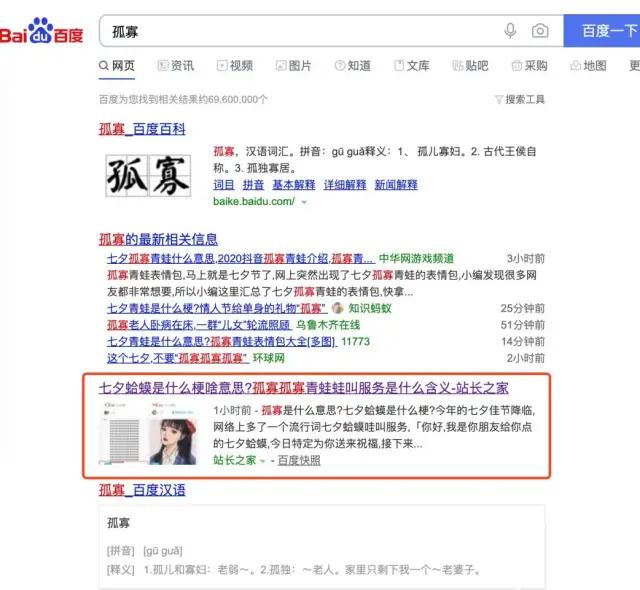 Bai du 百度
孤寡
百度一下
网页 资讯 视频 图片 知道 文库 贴吧 采购 地图 更
百度为您找到相关结果约69,600,000个 搜索工具
孤寡_百度百科
孤寡
孤寡，汉语词汇。拼音：gū guǎ释义：1、 孤儿寡妇。2. 古代王侯自
称。3. 孤独寡居。
词目 拼音 基本解释 详细解释 新闻解释
baike.baidu.com/
孤寡的最新相关信息
七夕孤寡青蛙什么意思,2020抖音孤寡青蛙介绍,孤寡青... 中华网游戏频道 3小时前
孤寡青蛙表情包,马上就是七夕节了,网上突然出现了七夕孤寡青蛙的表情包,小编发现很多网
友都非常想要,所以小编这里汇总了七夕孤寡青蛙的表情包,快拿...
七夕青蛙是什么梗?情人节给单身的礼物“孤寡” 知识蚂蚁 25分钟前
孤寡老人卧病在床,一群“儿女”轮流照顾 乌鲁木齐在线 51分钟前
七夕青蛙是什么梗?孤寡青蛙表情包大全[多图] 11773 14分钟前
这个七夕,不要“孤寡孤寡孤寡” 环球网 2小时前
七夕蛤蟆是什么梗啥意思?孤寡孤寡青蛙蛙叫服务是什么含义-站长之家
1小时前 - 孤寡是什么意思?七夕蛤蟆是什么梗?今年的七夕佳节降临,
网络上多了一个流行词七夕蛤蟆哇叫服务,「你好,我是你朋友给你点
的七夕蛤蟆,今日特定为你送来祝福,接下来...
站长之家 - 百度快照
孤寡_百度汉语
孤寡
[拼音] [gū guǎ]
[释义] 1.孤儿和寡妇：老弱～。2.孤独：～老人。家里只剩下我一个～老婆子。